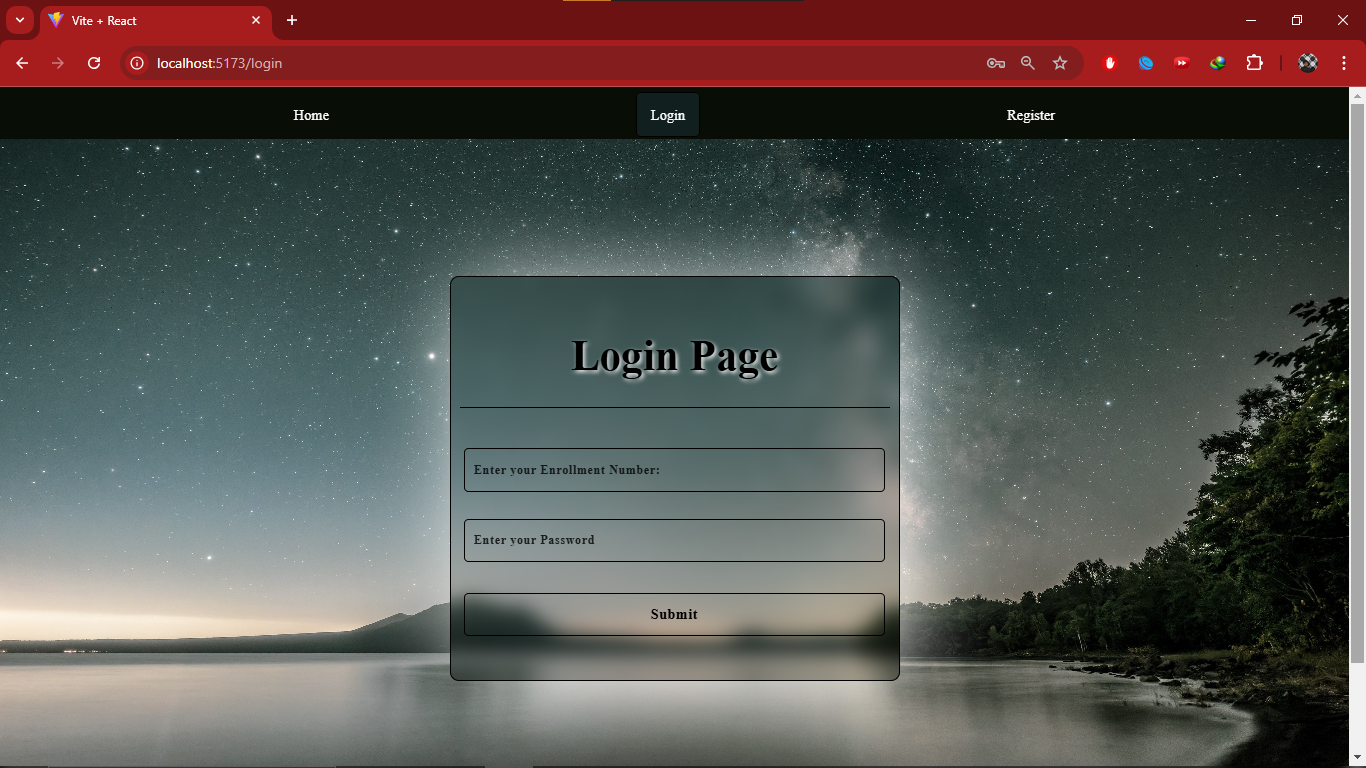 Vite + React
localhost:5173/login
Home
Login
Register
Login Page
Enter your Enrollment Number:
Enter your Password
Submit